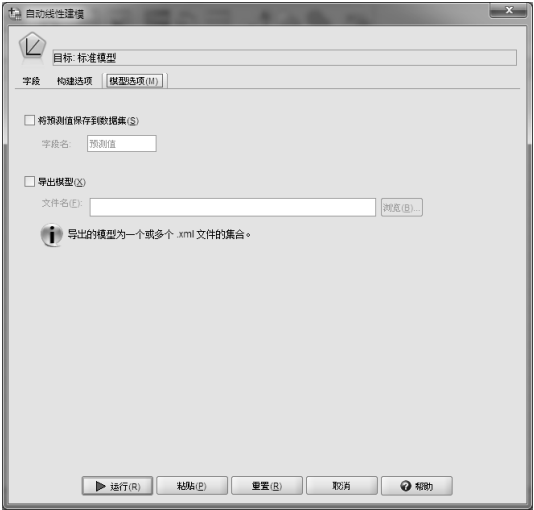 自动线性建模
目标: 标准模型
字段 构建选项 模型选项(M)
将预测值保存到数据集(S)
字段名: 预测值
导出模型(X)
文件名(F): 浏览(B)...
导出的模型为一个或多个 .xml 文件的集合。
运行(R) 粘贴(P) 重置(R) 取消 帮助